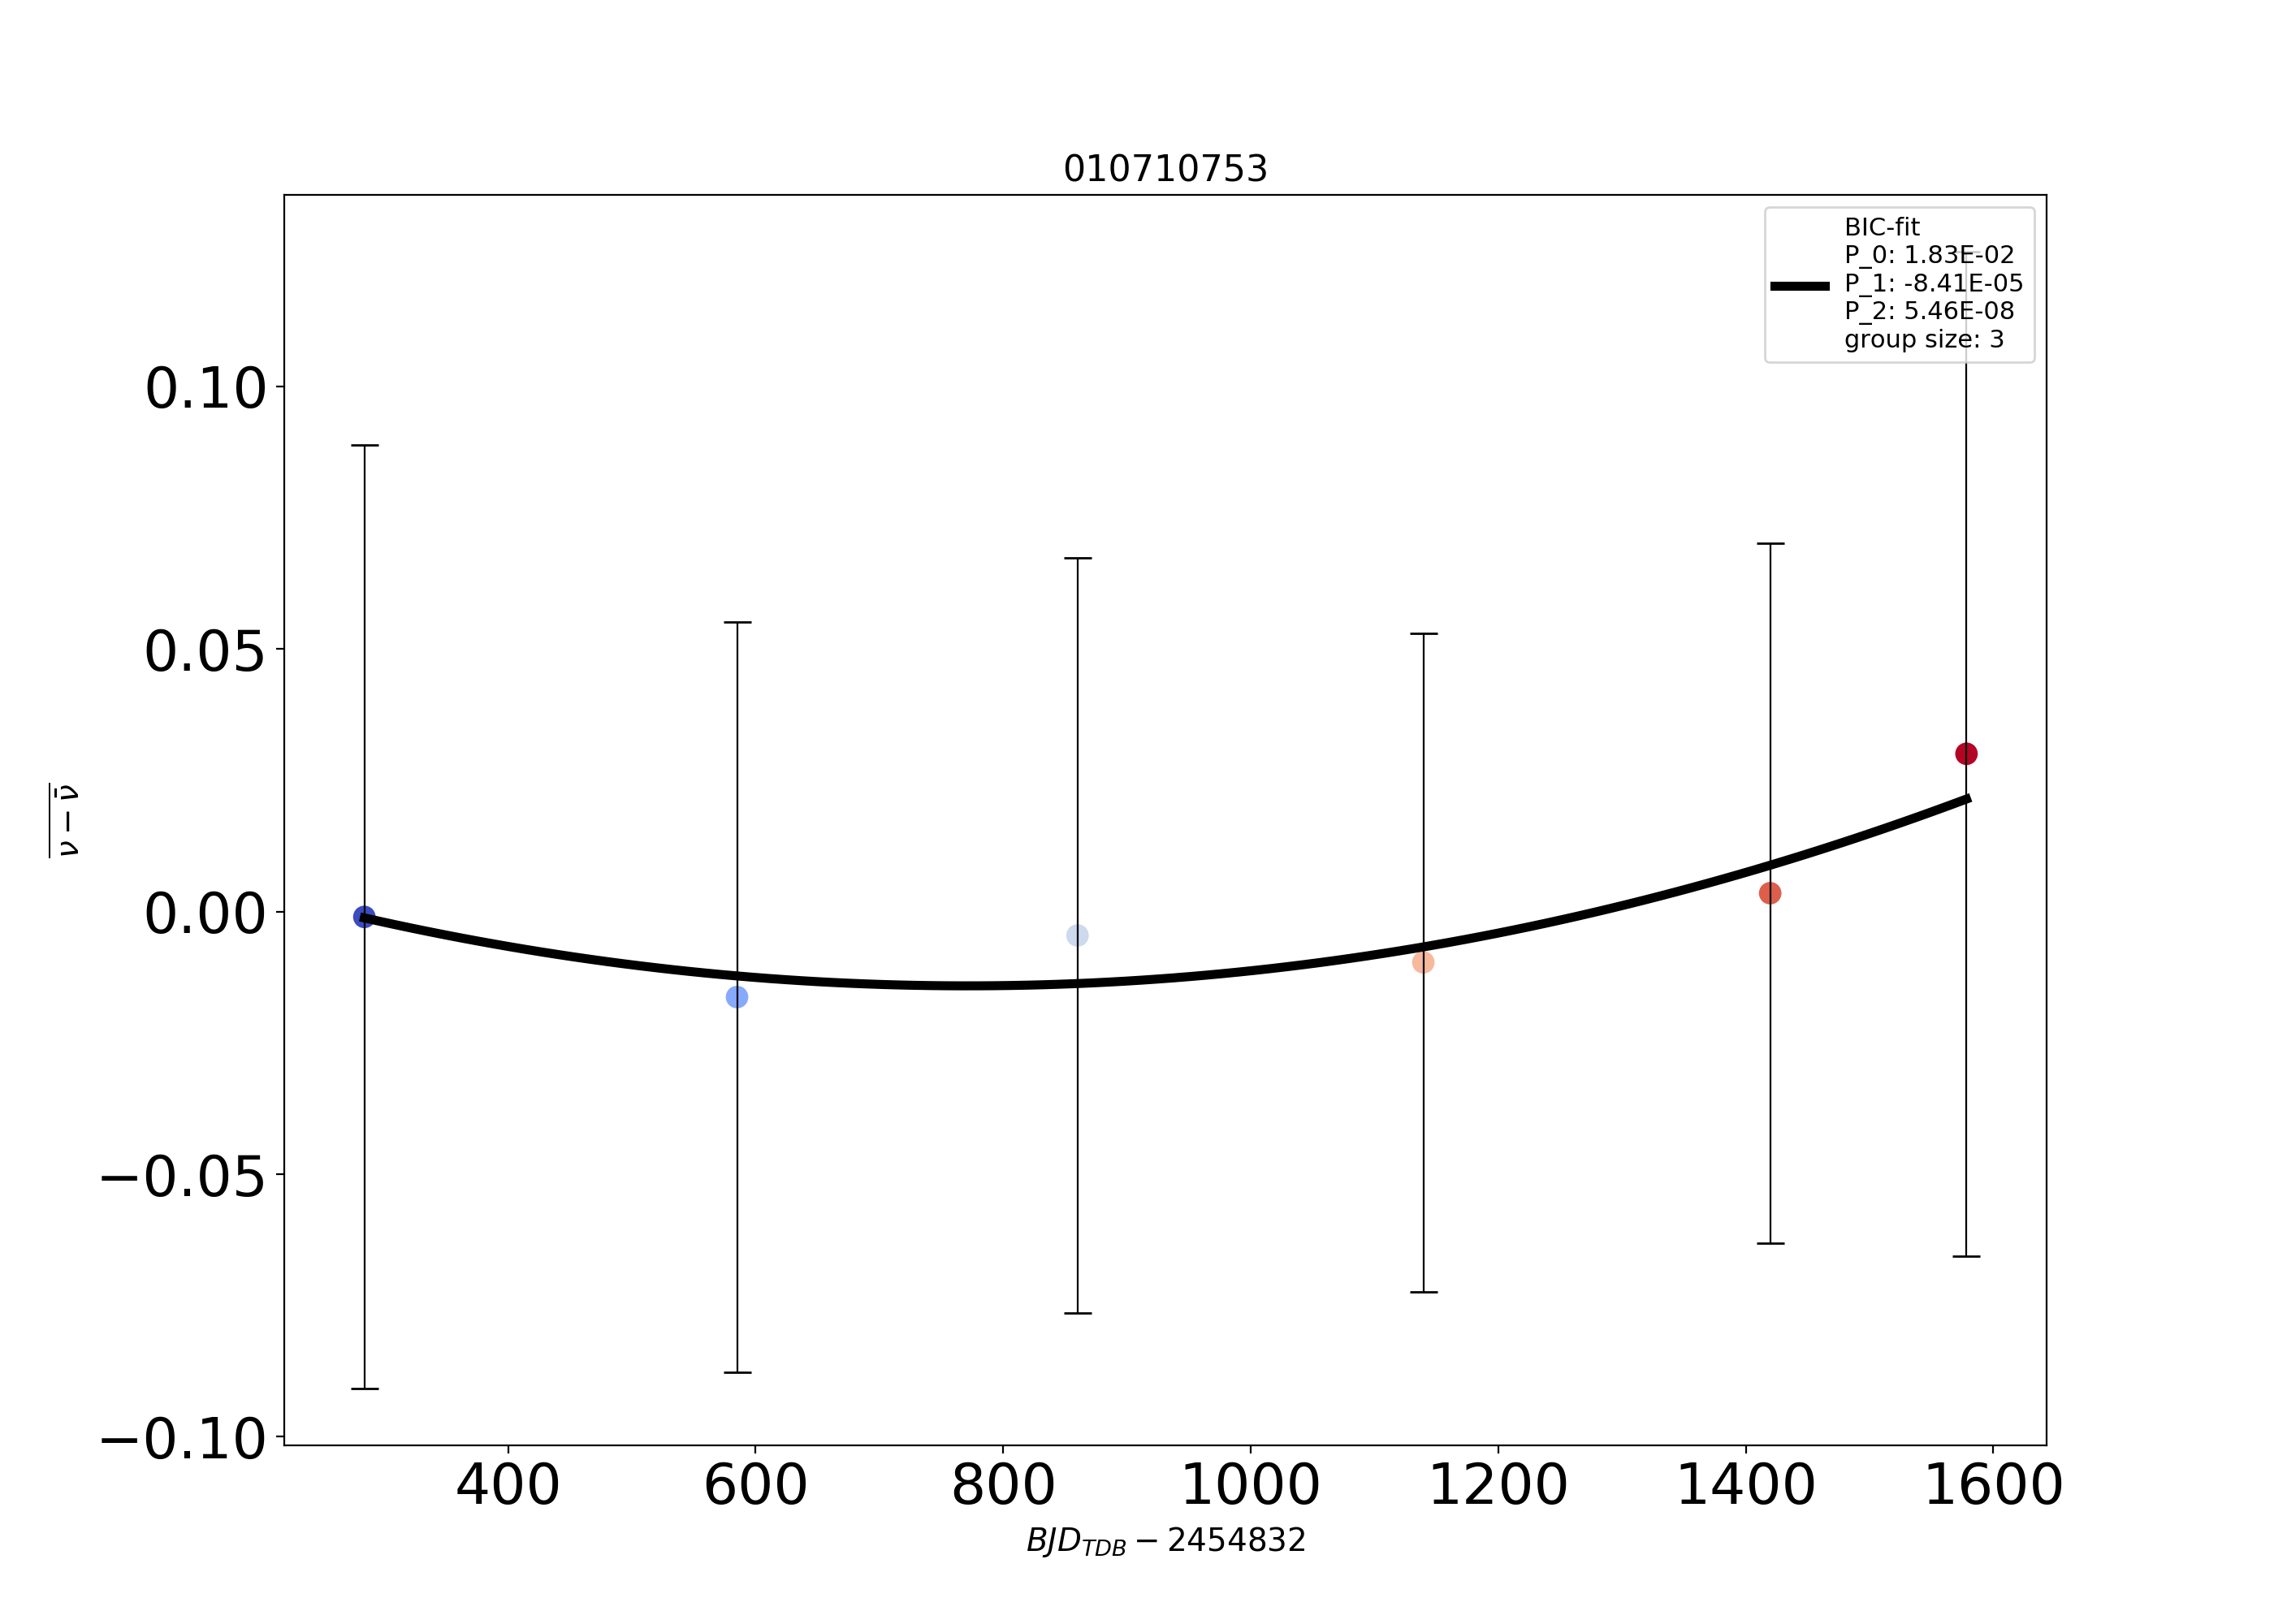 010710753
BIC-fit
P_0: 1.83E-02
P_1: -8.41E-05
P_2: 5.46E-08
group size: 3
0.10
0.05
0.00
−0.05
−0.10
ν − ν̄
400 600 800 1000 1200 1400 1600
BJD_TDB − 2454832